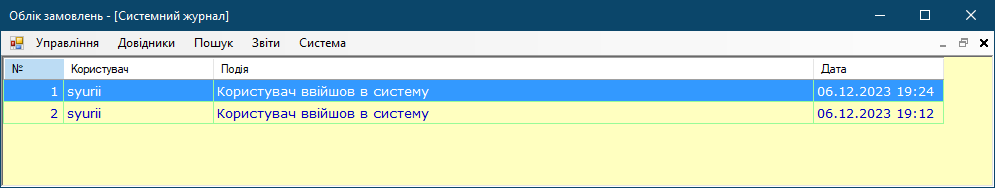 Облік замовлень - [Системний журнал]
Управління Довідники Пошук Звіти Система
№ Користувач Подія Дата
1 syurii Користувач ввійшов в систему 06.12.2023 19:24
2 syurii Користувач ввійшов в систему 06.12.2023 19:12